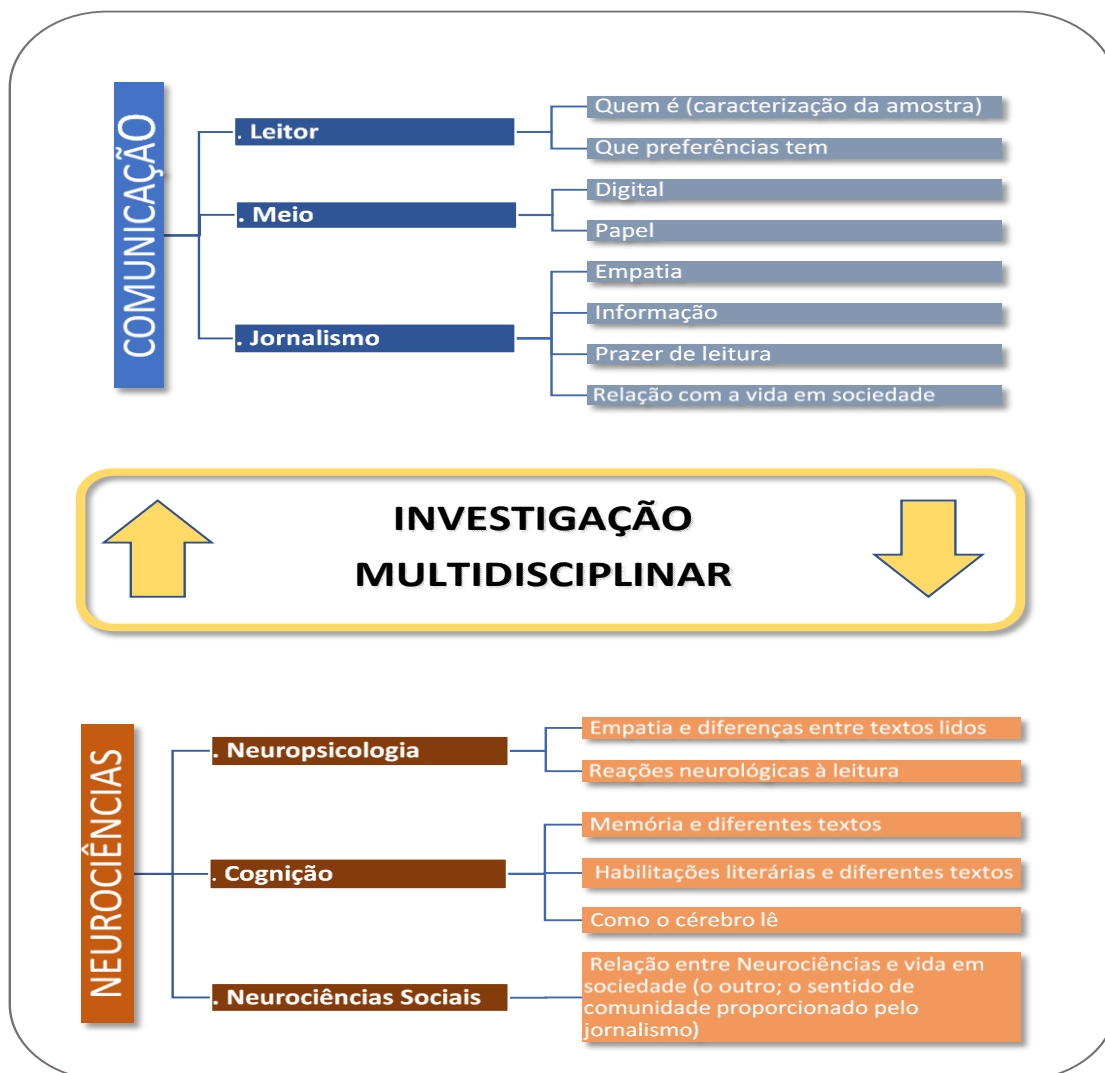 COMUNICAÇÃO
. Leitor
Quem é (caracterização da amostra)
Que preferências tem
. Meio
Digital
Papel
. Jornalismo
Empatia
Informação
Prazer de leitura
Relação com a vida em sociedade
INVESTIGAÇÃO
MULTIDISCIPLINAR
NEUROCIÊNCIAS
. Neuropsicologia
Empatia e diferenças entre textos lidos
Reações neurológicas à leitura
. Cognição
Memória e diferentes textos
Habilitações literárias e diferentes textos
Como o cérebro lê
. Neurociências Sociais
Relação entre Neurociências e vida em
sociedade (o outro; o sentido de
comunidade proporcionado pelo
jornalismo)